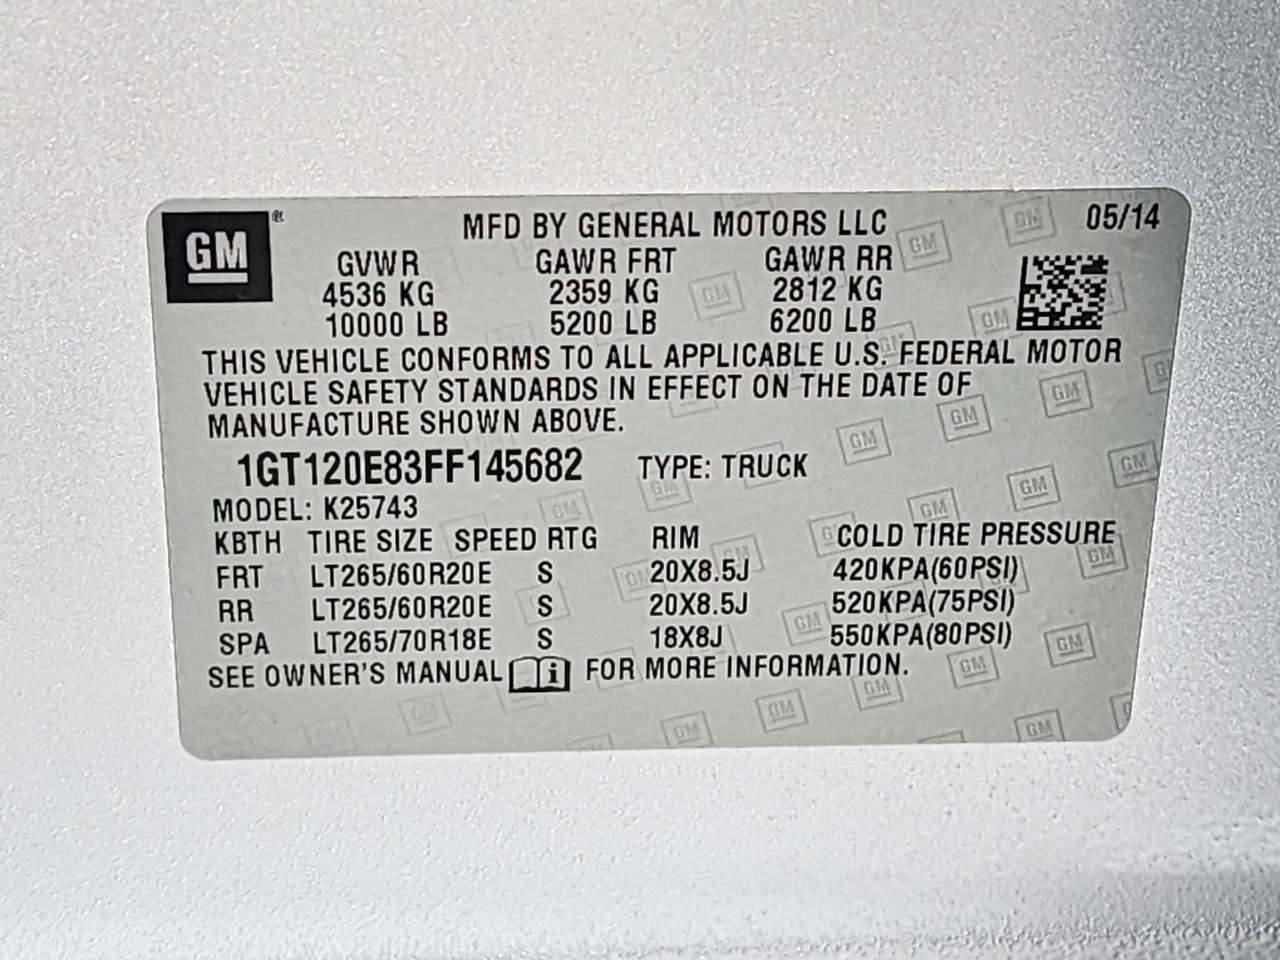 GM ®
MFD BY GENERAL MOTORS LLC 05/14
GVWR GAWR FRT GAWR RR
4536 KG 2359 KG 2812 KG
10000 LB 5200 LB 6200 LB
THIS VEHICLE CONFORMS TO ALL APPLICABLE U.S. FEDERAL MOTOR
VEHICLE SAFETY STANDARDS IN EFFECT ON THE DATE OF
MANUFACTURE SHOWN ABOVE.
1GT120E83FF145682 TYPE: TRUCK
MODEL: K25743
KBTH TIRE SIZE SPEED RTG RIM COLD TIRE PRESSURE
FRT LT265/60R20E S 20X8.5J 420KPA(60PSI)
RR LT265/60R20E S 20X8.5J 520KPA(75PSI)
SPA LT265/70R18E S 18X8J 550KPA(80PSI)
SEE OWNER'S MANUAL i FOR MORE INFORMATION.